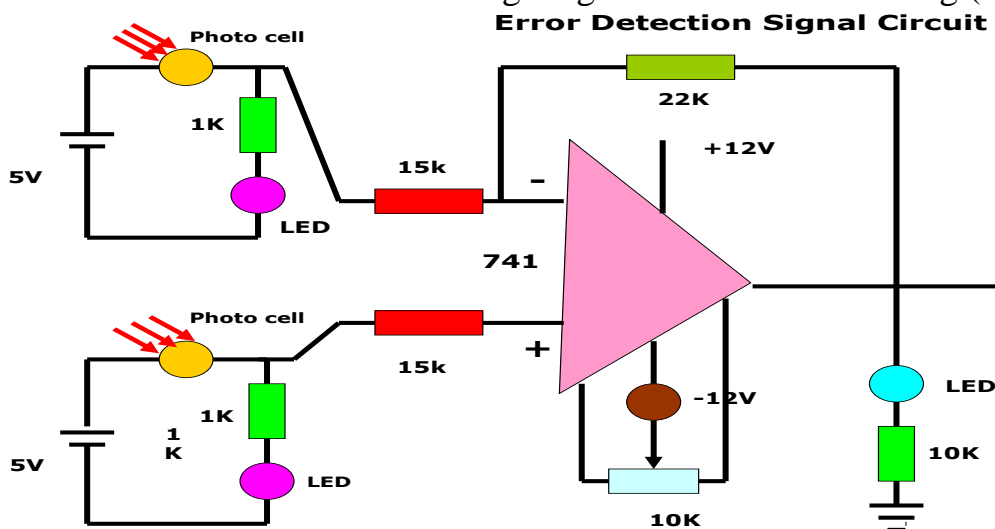 Error Detection Signal Circuit
Photo cell
22K
1K
+12V
15k
-
5V
LED
741
Photo cell
+
15k
-12V
LED
1K
1
K
10K
5V
LED
10K